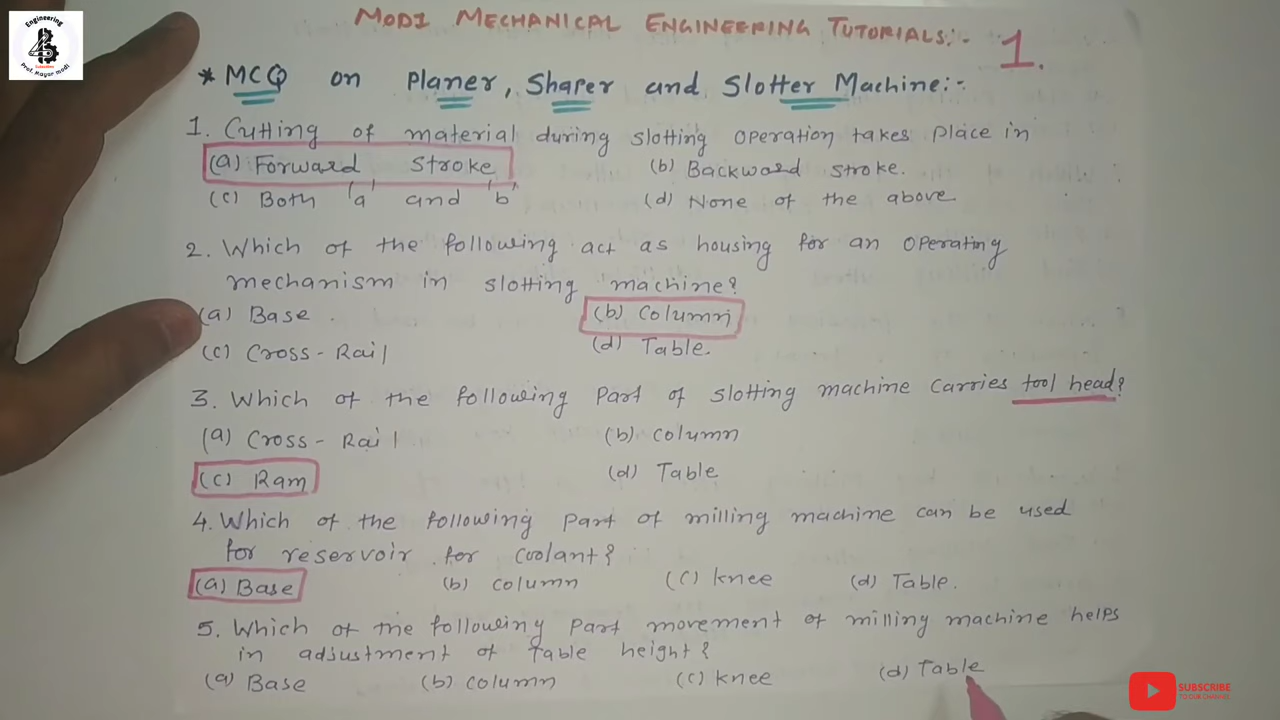 Engineering
Prof. Mayur modi
MODI MECHANICAL ENGINEERING TUTORIALS:- 1.
* MCQ on Planer, Shaper and Slotter Machine:-
1. Cutting of material during slotting operation takes place in
(a) Forward Stroke (b) Backward stroke.
(c) Both 'a' and 'b' (d) None of the above.
2. Which of the following act as housing for an operating
mechanism in slotting machine?
(a) Base. (b) Column
(c) Cross-Rail (d) Table.
3. Which of the following part of slotting machine carries tool head?
(a) Cross-Rail (b) column
(c) Ram (d) Table
4. Which of the following part of milling machine can be used
for reservoir for coolant?
(a) Base (b) column (c) knee (d) Table.
5. Which of the following part movement of milling machine helps
in adjustment of table height?
(a) Base (b) column (c) knee (d) Table
SUBSCRIBE
TO OUR CHANNEL